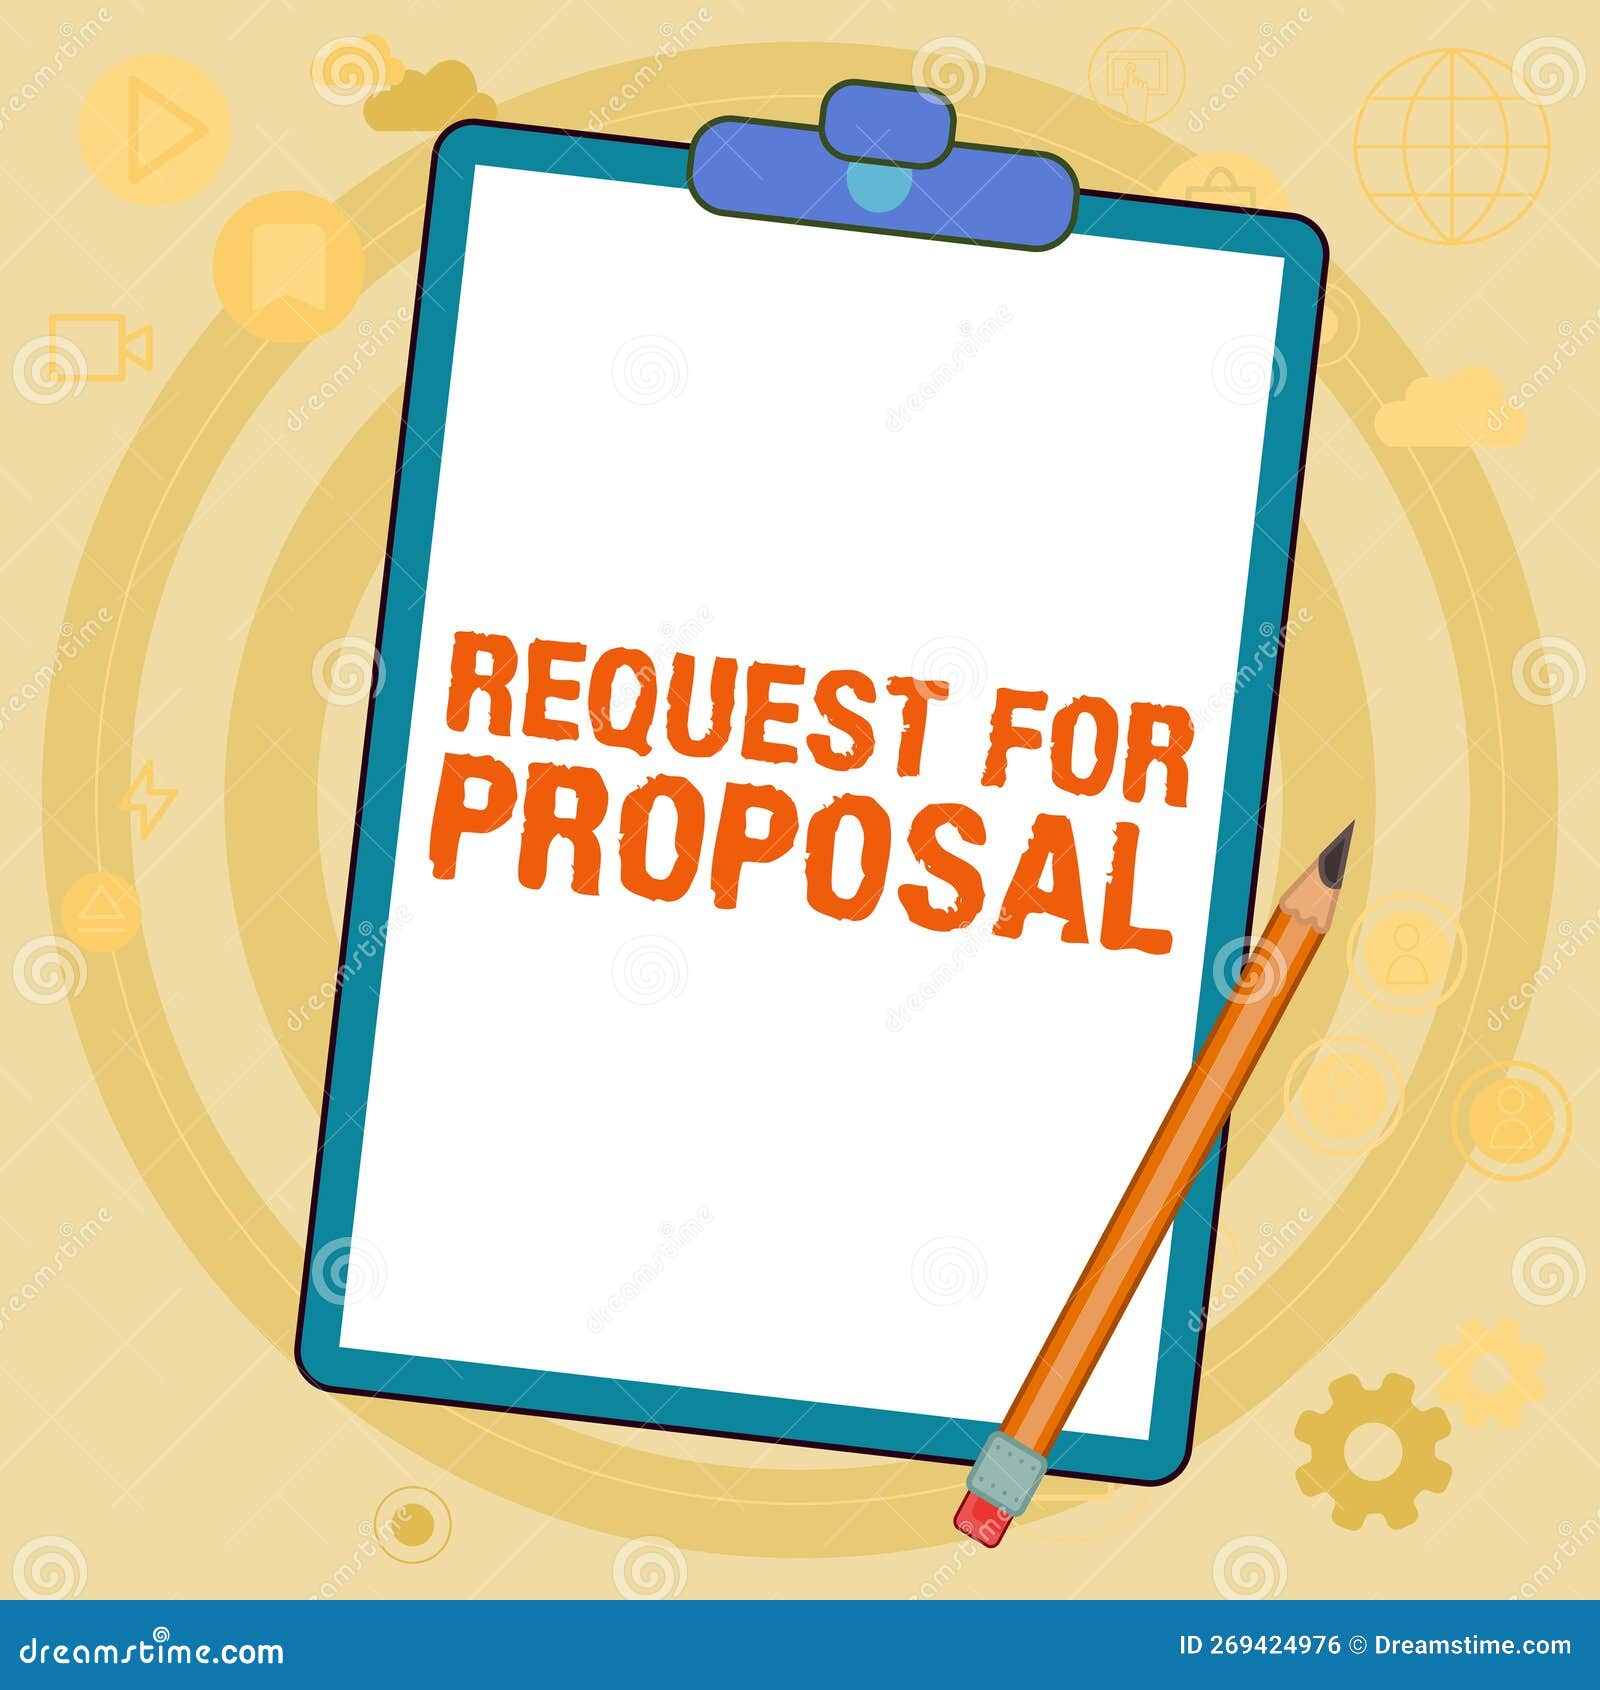 REQUEST FOR
PROPOSAL
dreamstime.com
ID 269424976 © Dreamstime.com